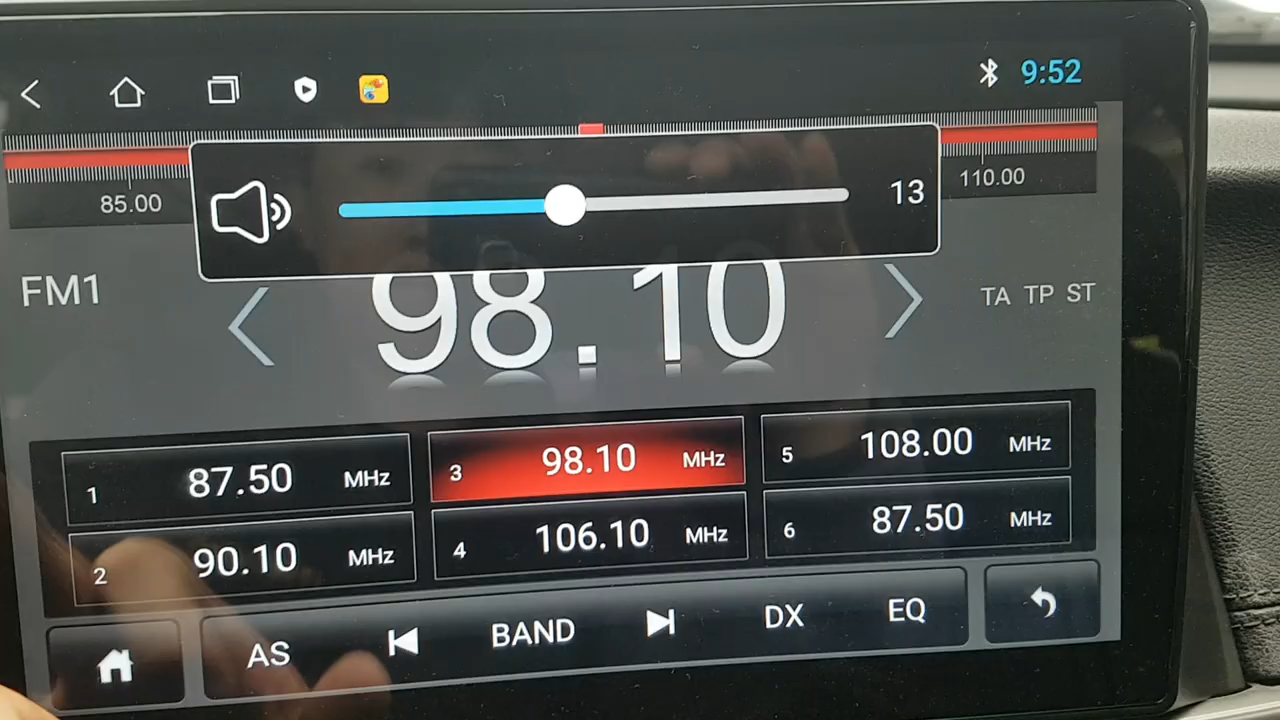 9:52
85.00
13
110.00
FM1
98.10
TA TP ST
1 87.50 MHz
3 98.10 MHz
5 108.00 MHz
2 90.10 MHz
4 106.10 MHz
6 87.50 MHz
AS BAND DX EQ